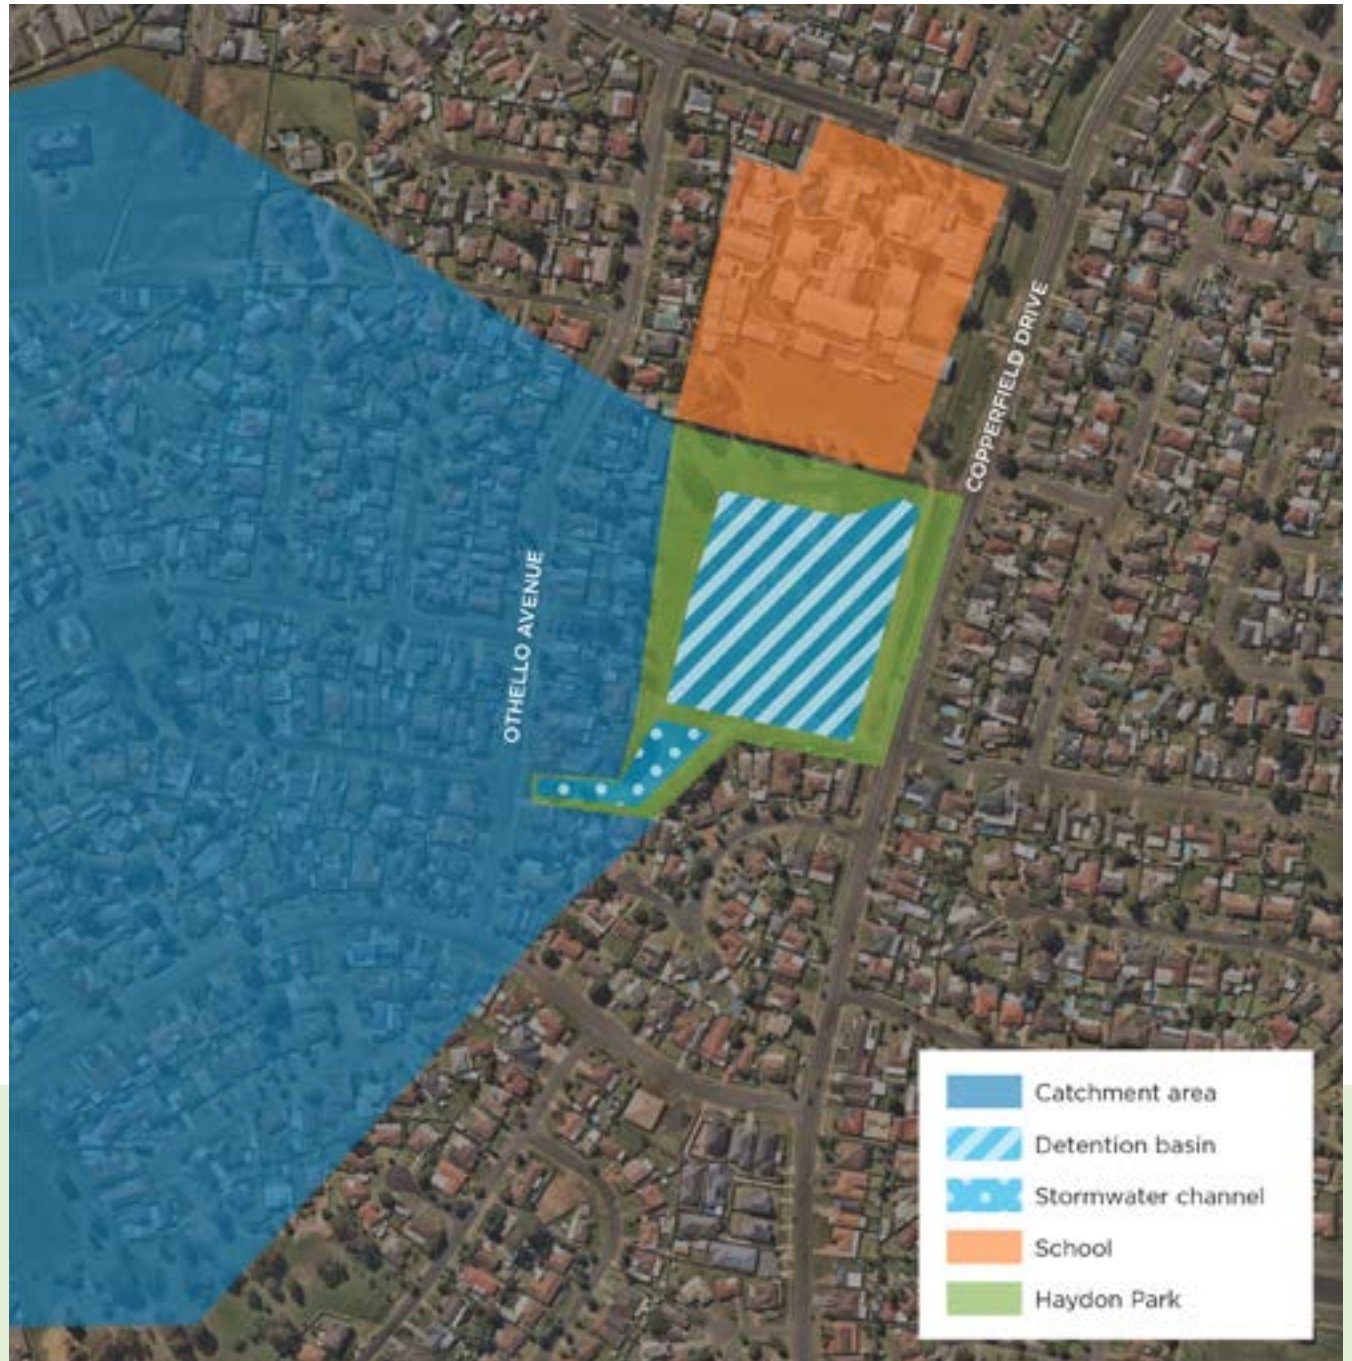 COPPERFIELD DRIVE
OTHELLO AVENUE
Catchment area
Detention basin
Stormwater channel
School
Haydon Park